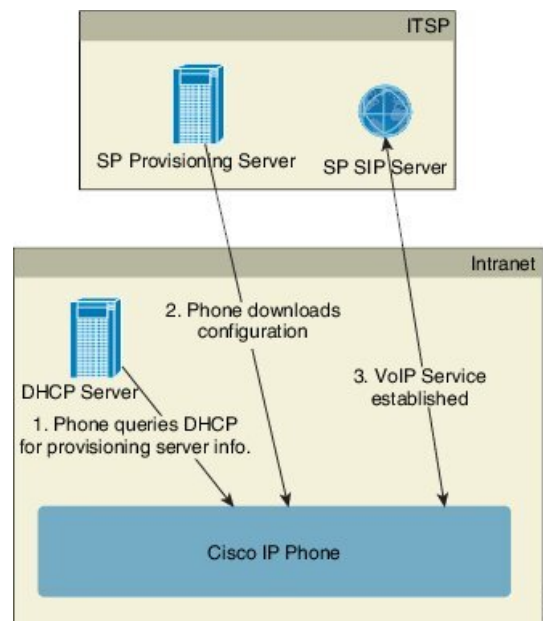 ITSP
SP Provisioning Server
SP SIP Server
Intranet
2. Phone downloads
configuration
DHCP Server
3. VoIP Service
established
1. Phone queries DHCP
for provisioning server info.
Cisco IP Phone